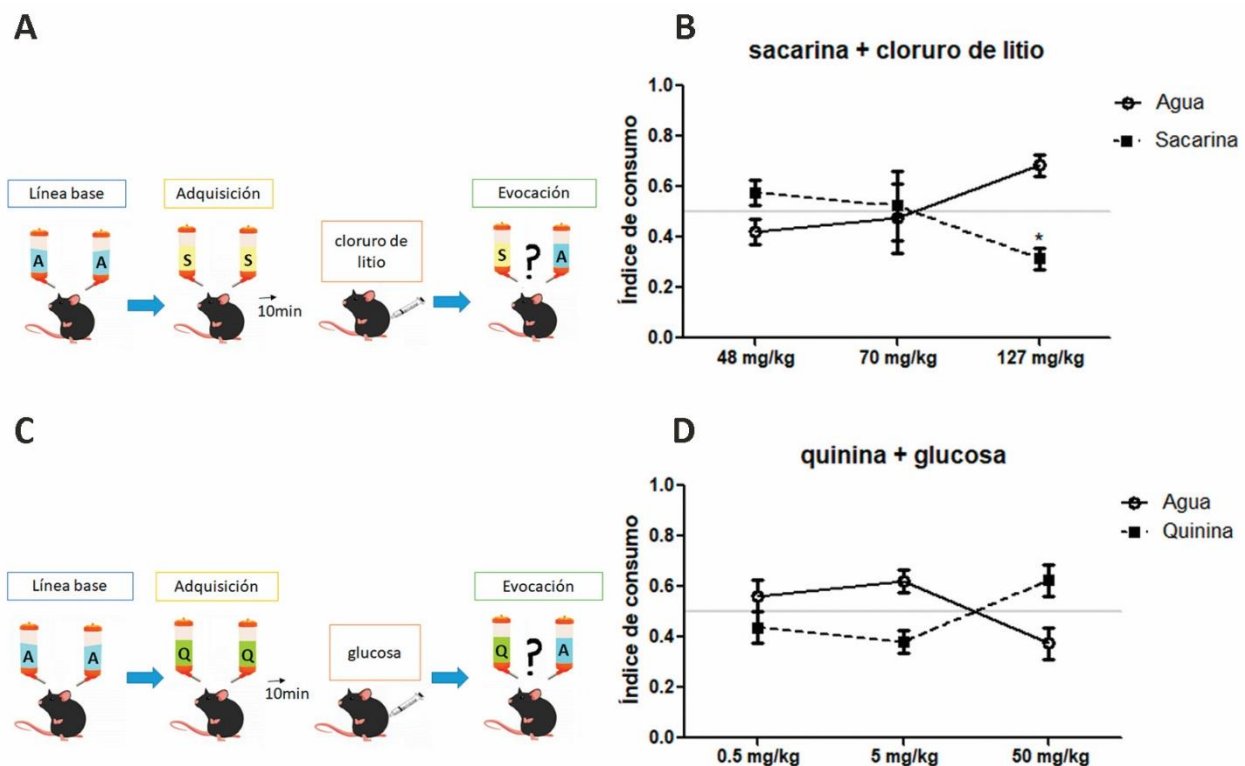 A
Línea base
Adquisición
Evocación
cloruro de
litio
A
A
S
S
S
?
A
10min
B
sacarina + cloruro de litio
Índice de consumo
1.0
0.8
0.6
0.4
0.2
0.0
*
48 mg/kg
70 mg/kg
127 mg/kg
Agua
Sacarina
C
Línea base
Adquisición
Evocación
glucosa
A
A
Q
Q
Q
?
A
10min
D
quinina + glucosa
Índice de consumo
1.0
0.8
0.6
0.4
0.2
0.0
0.5 mg/kg
5 mg/kg
50 mg/kg
Agua
Quinina